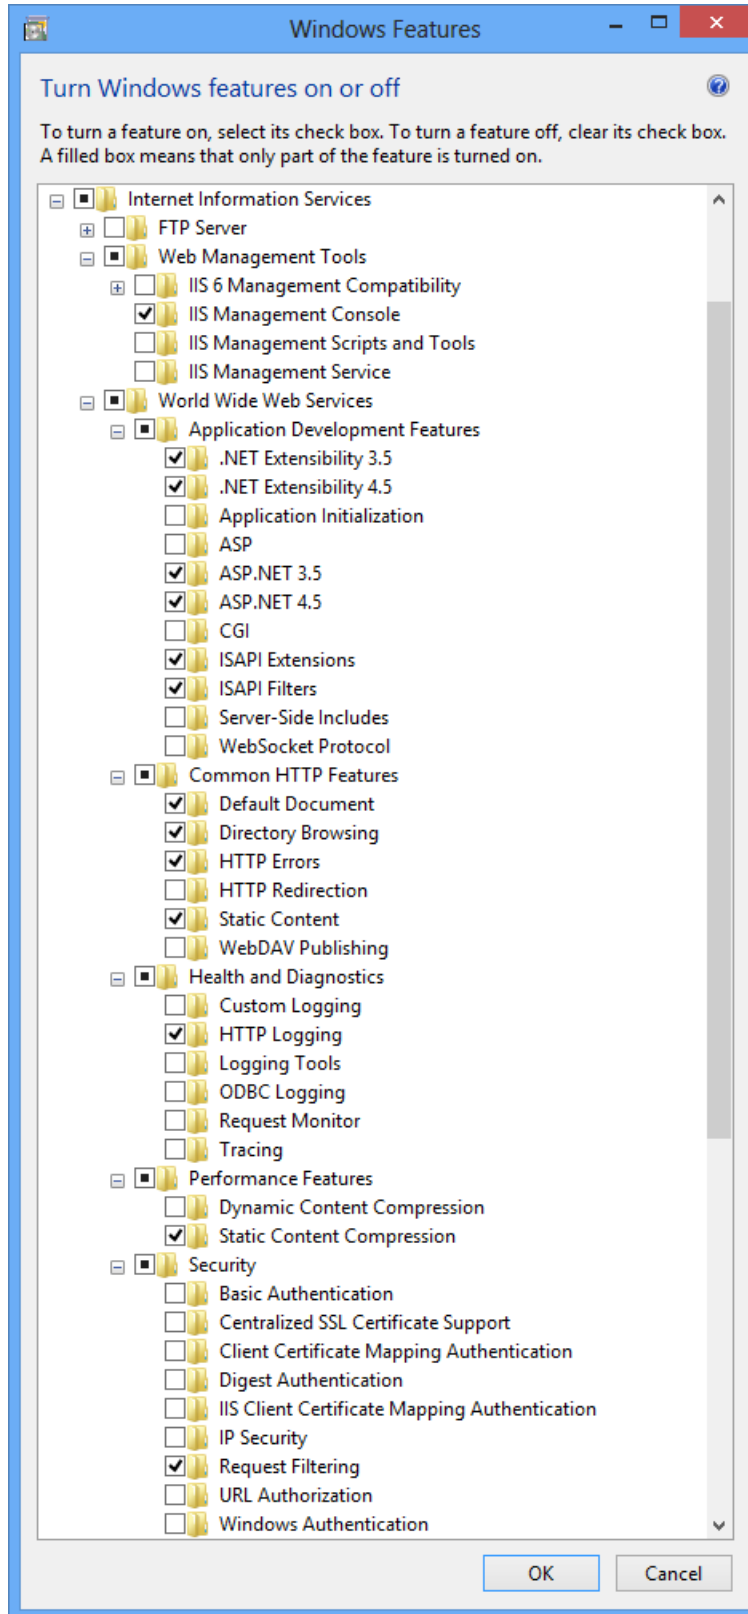 Windows Features
Turn Windows features on or off
To turn a feature on, select its check box. To turn a feature off, clear its check box.
A filled box means that only part of the feature is turned on.
Internet Information Services
FTP Server
Web Management Tools
IIS 6 Management Compatibility
IIS Management Console
IIS Management Scripts and Tools
IIS Management Service
World Wide Web Services
Application Development Features
.NET Extensibility 3.5
.NET Extensibility 4.5
Application Initialization
ASP
ASP.NET 3.5
ASP.NET 4.5
CGI
ISAPI Extensions
ISAPI Filters
Server-Side Includes
WebSocket Protocol
Common HTTP Features
Default Document
Directory Browsing
HTTP Errors
HTTP Redirection
Static Content
WebDAV Publishing
Health and Diagnostics
Custom Logging
HTTP Logging
Logging Tools
ODBC Logging
Request Monitor
Tracing
Performance Features
Dynamic Content Compression
Static Content Compression
Security
Basic Authentication
Centralized SSL Certificate Support
Client Certificate Mapping Authentication
Digest Authentication
IIS Client Certificate Mapping Authentication
IP Security
Request Filtering
URL Authorization
Windows Authentication
OK Cancel